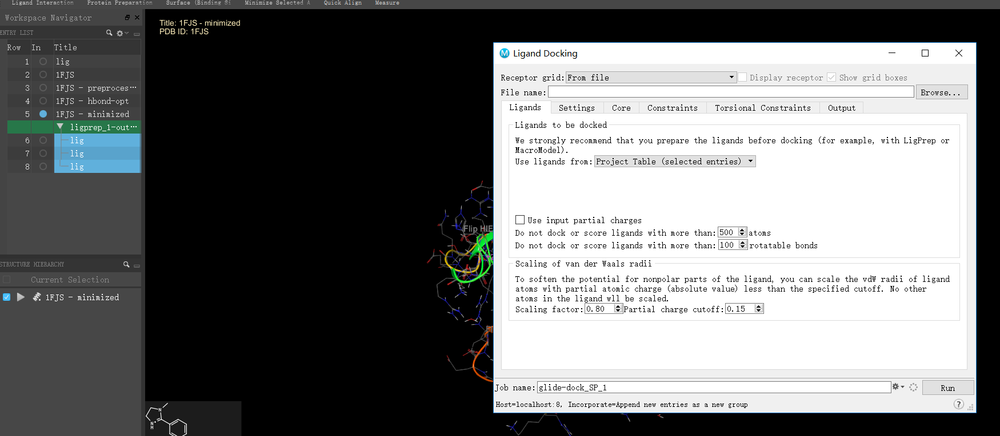 Ligand Interaction Protein Preparation Surface (Binding Si Minimize Selected A Quick Align Measure
Workspace Navigator
ENTRY LIST
Row In Title
1 lig
2 1FJS
3 1FJS - preproces…
4 1FJS - hbond-opt
5 1FJS - minimized
ligprep_1-out…
6 lig
7 lig
8 lig
STRUCTURE HIERARCHY
Current Selection
1FJS - minimized
Title: 1FJS - minimized
PDB ID: 1FJS
Flip HIE
N
N
H
+
M Ligand Docking
Receptor grid: From file Display receptor Show grid boxes
File name: Browse...
Ligands Settings Core Constraints Torsional Constraints Output
Ligands to be docked
We strongly recommend that you prepare the ligands before docking (for example, with LigPrep or
MacroModel).
Use ligands from: Project Table (selected entries)
Use input partial charges
Do not dock or score ligands with more than: 500 atoms
Do not dock or score ligands with more than: 100 rotatable bonds
Scaling of van der Waals radii
To soften the potential for nonpolar parts of the ligand, you can scale the vdW radii of ligand
atoms with partial atomic charge (absolute value) less than the specified cutoff. No other
atoms in the ligand wll be scaled.
Scaling factor: 0.80 Partial charge cutoff: 0.15
Job name: glide-dock_SP_1 Run
Host=localhost:8, Incorporate=Append new entries as a new group ?